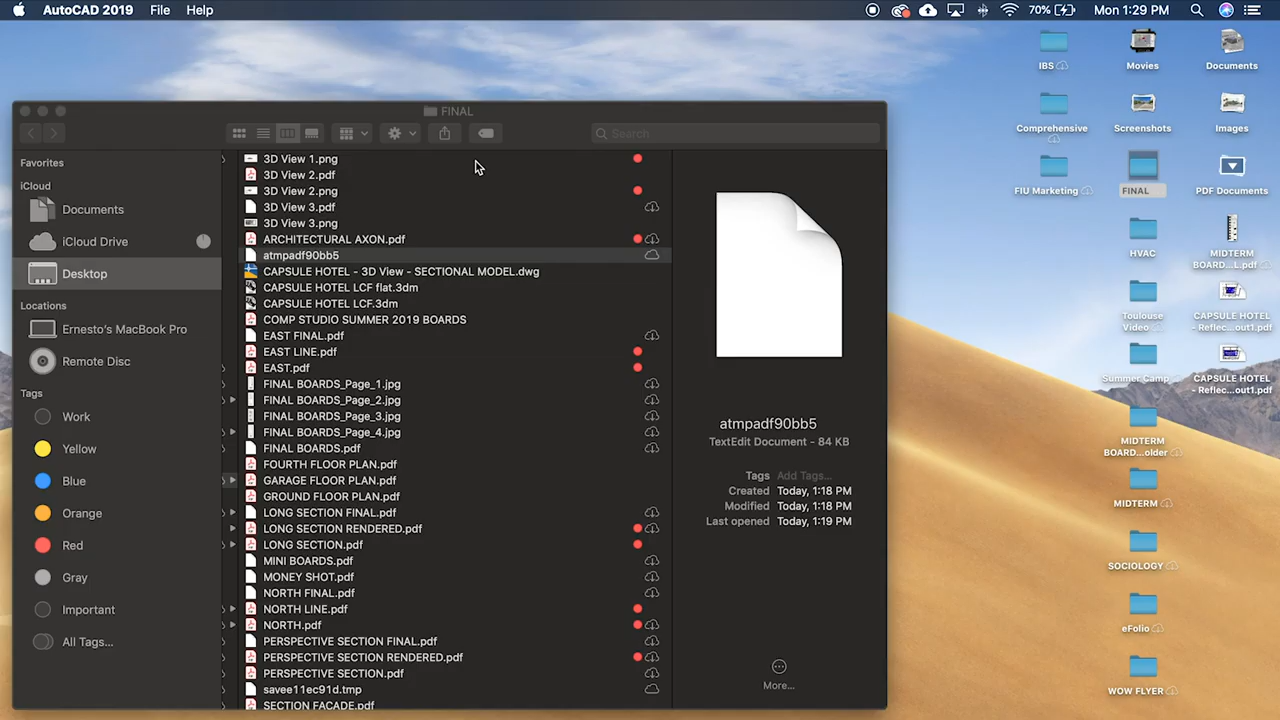 AutoCAD 2019 File Help 70% Mon 1:29 PM
FINAL
Search
Favorites
iCloud
Documents
iCloud Drive
Desktop
Locations
Ernesto's MacBook Pro
Remote Disc
Tags
Work
Yellow
Blue
Orange
Red
Gray
Important
All Tags...
3D View 1.png
3D View 2.pdf
3D View 2.png
3D View 3.pdf
3D View 3.png
ARCHITECTURAL AXON.pdf
atmpadf90bb5
CAPSULE HOTEL - 3D View - SECTIONAL MODEL.dwg
CAPSULE HOTEL LCF flat.3dm
CAPSULE HOTEL LCF.3dm
COMP STUDIO SUMMER 2019 BOARDS
EAST FINAL.pdf
EAST LINE.pdf
EAST.pdf
FINAL BOARDS_Page_1.jpg
FINAL BOARDS_Page_2.jpg
FINAL BOARDS_Page_3.jpg
FINAL BOARDS_Page_4.jpg
FINAL BOARDS.pdf
FOURTH FLOOR PLAN.pdf
GARAGE FLOOR PLAN.pdf
GROUND FLOOR PLAN.pdf
LONG SECTION FINAL.pdf
LONG SECTION RENDERED.pdf
LONG SECTION.pdf
MINI BOARDS.pdf
MONEY SHOT.pdf
NORTH FINAL.pdf
NORTH LINE.pdf
NORTH.pdf
PERSPECTIVE SECTION FINAL.pdf
PERSPECTIVE SECTION RENDERED.pdf
PERSPECTIVE SECTION.pdf
savee11ec91d.tmp
SECTION FACADE.pdf
atmpadf90bb5
TextEdit Document - 84 KB
Tags Add Tags...
Created Today, 1:18 PM
Modified Today, 1:18 PM
Last opened Today, 1:19 PM
More...
IBS
Movies
Documents
Comprehensive
Screenshots
Images
FIU Marketing
FINAL
PDF Documents
HVAC
MIDTERM
BOARD...L.pdf
Toulouse
Video
CAPSULE HOTEL
- Reflec...out1.pdf
Summer Camp
CAPSULE HOTEL
- Reflec...out1.pdf
MIDTERM
BOARD...older
MIDTERM
SOCIOLOGY
eFolio
WOW FLYER